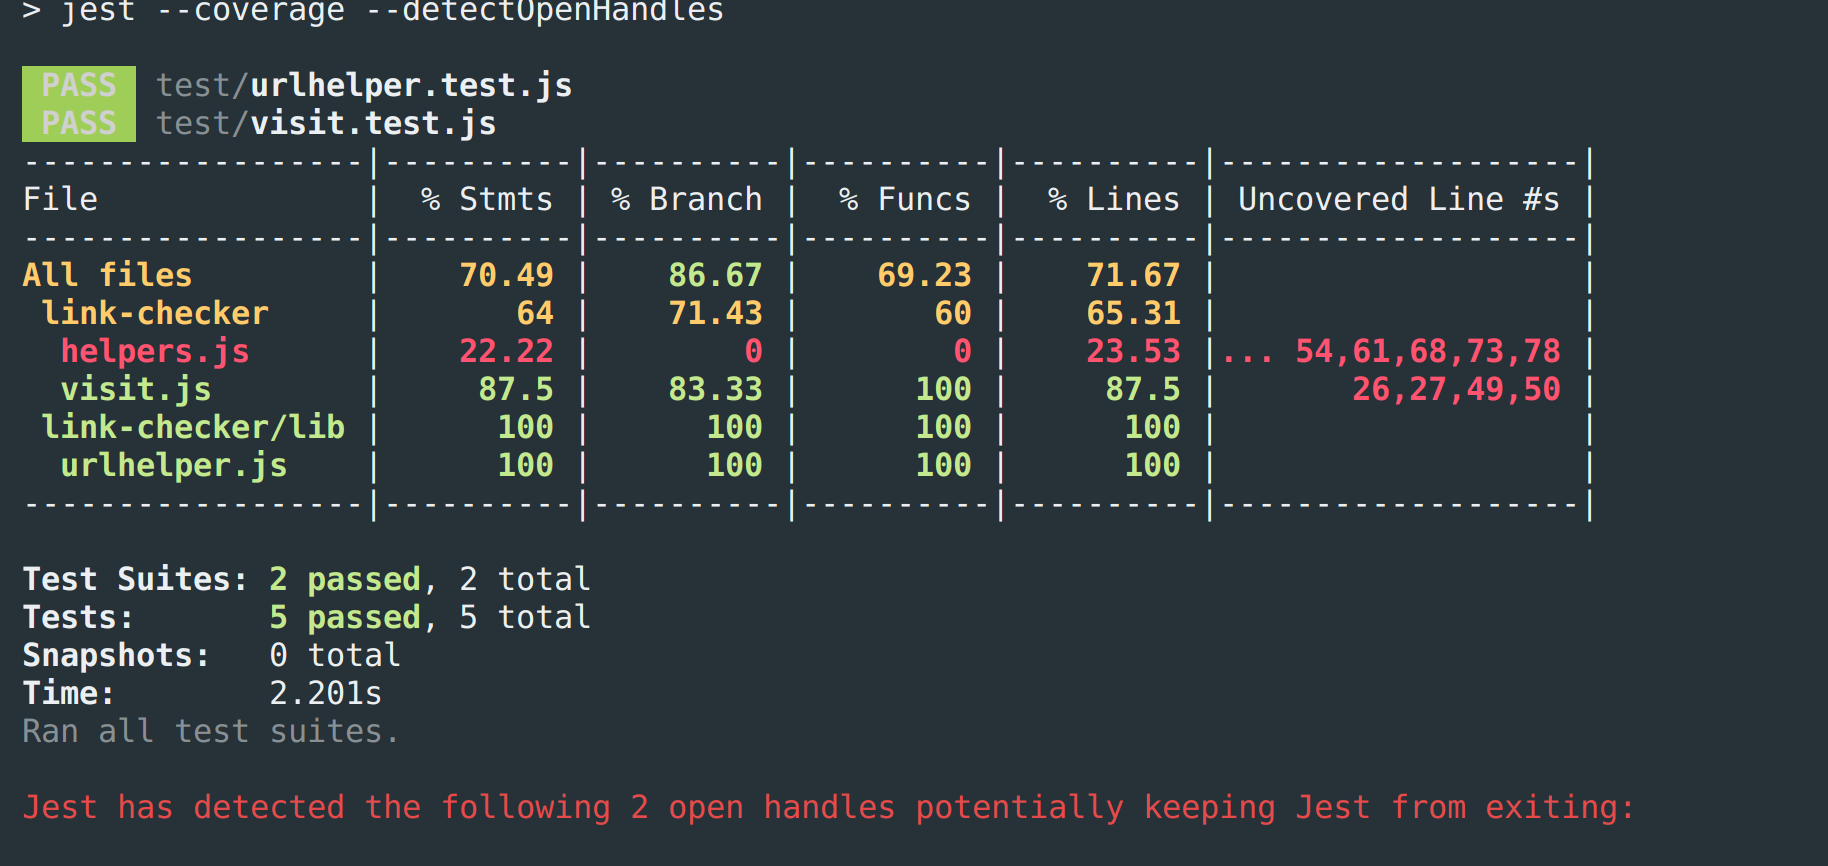 > jest --coverage --detectOpenHandles
PASS test/urlhelper.test.js
PASS test/visit.test.js
------------------|----------|----------|----------|----------|-------------------|
File              |  % Stmts | % Branch |  % Funcs |  % Lines | Uncovered Line #s |
------------------|----------|----------|----------|----------|-------------------|
All files         |    70.49 |    86.67 |    69.23 |    71.67 |                   |
 link-checker     |       64 |    71.43 |       60 |    65.31 |                   |
  helpers.js      |    22.22 |        0 |        0 |    23.53 |... 54,61,68,73,78 |
  visit.js        |     87.5 |    83.33 |      100 |     87.5 |       26,27,49,50 |
 link-checker/lib |      100 |      100 |      100 |      100 |                   |
  urlhelper.js    |      100 |      100 |      100 |      100 |                   |
------------------|----------|----------|----------|----------|-------------------|
Test Suites: 2 passed, 2 total
Tests:       5 passed, 5 total
Snapshots:   0 total
Time:        2.201s
Ran all test suites.
Jest has detected the following 2 open handles potentially keeping Jest from exiting: